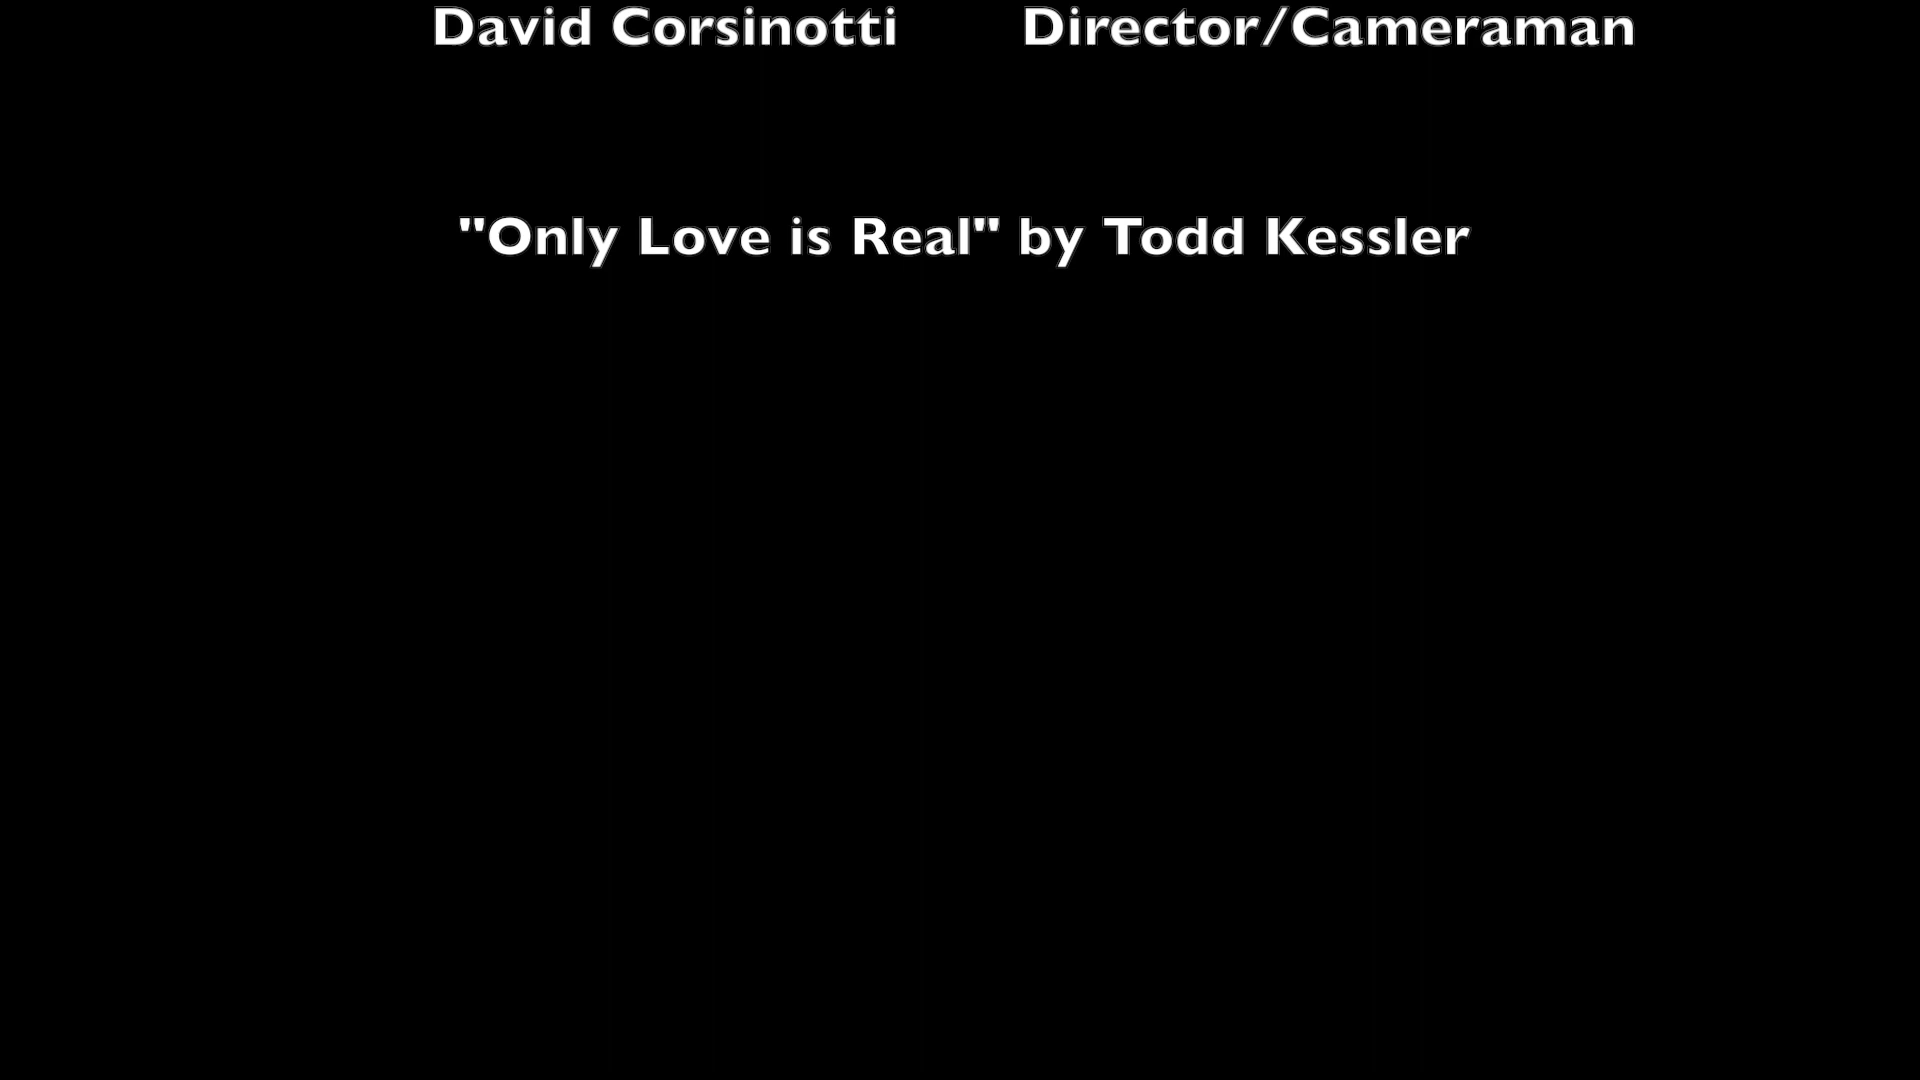 David Corsinotti Director/Cameraman
"Only Love is Real" by Todd Kessler